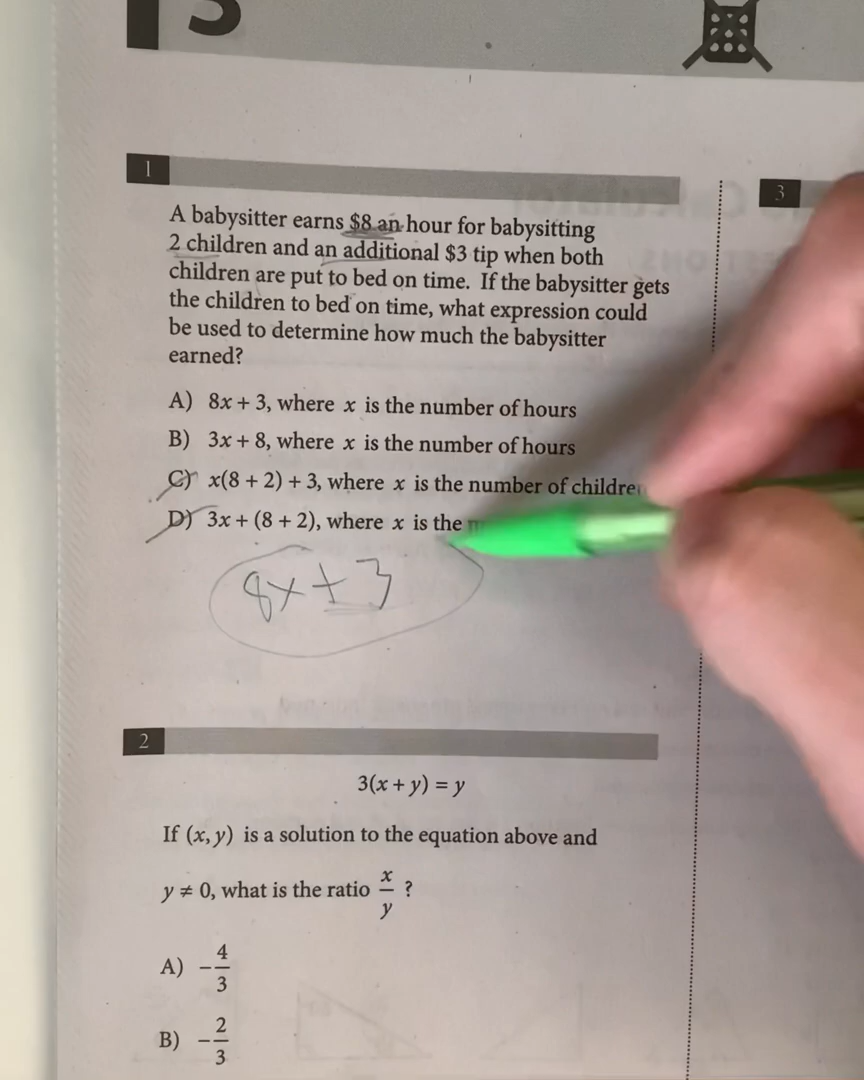 3
1
3
A babysitter earns $8 an hour for babysitting
2 children and an additional $3 tip when both
children are put to bed on time. If the babysitter gets
the children to bed on time, what expression could
be used to determine how much the babysitter
earned?
A) 8x + 3, where x is the number of hours
B) 3x + 8, where x is the number of hours
C) x(8 + 2) + 3, where x is the number of children
D) 3x + (8 + 2), where x is the
8x + 3
2
3(x + y) = y
If (x, y) is a solution to the equation above and
y ≠ 0, what is the ratio x/y ?
A) -4/3
B) -2/3